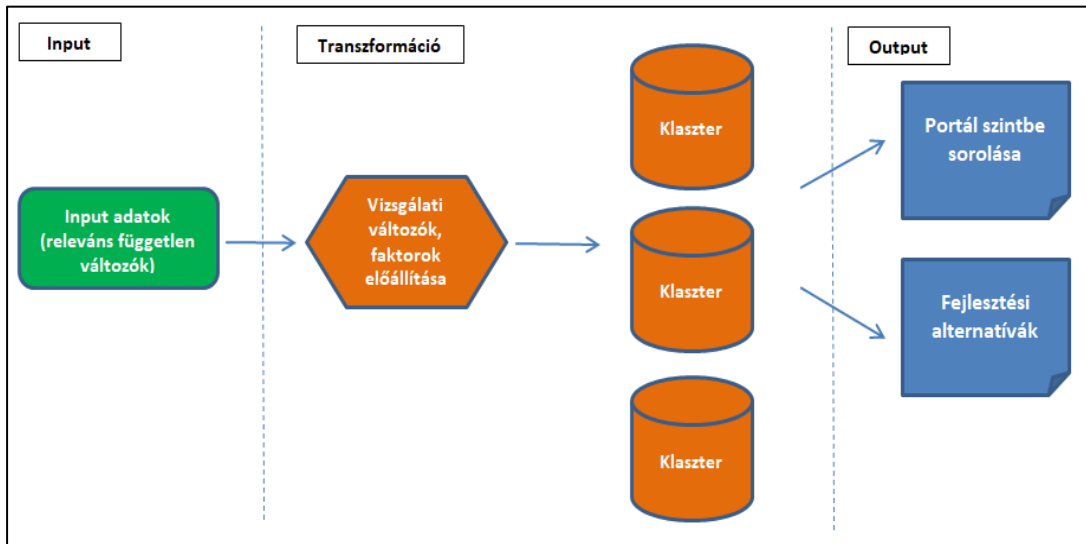 Input
Transzformáció
Output
Input adatok
(releváns független
változók)
Vizsgálati
változók,
faktorok
előállítása
Klaszter
Klaszter
Klaszter
Portál szintbe
sorolása
Fejlesztési
alternatívák